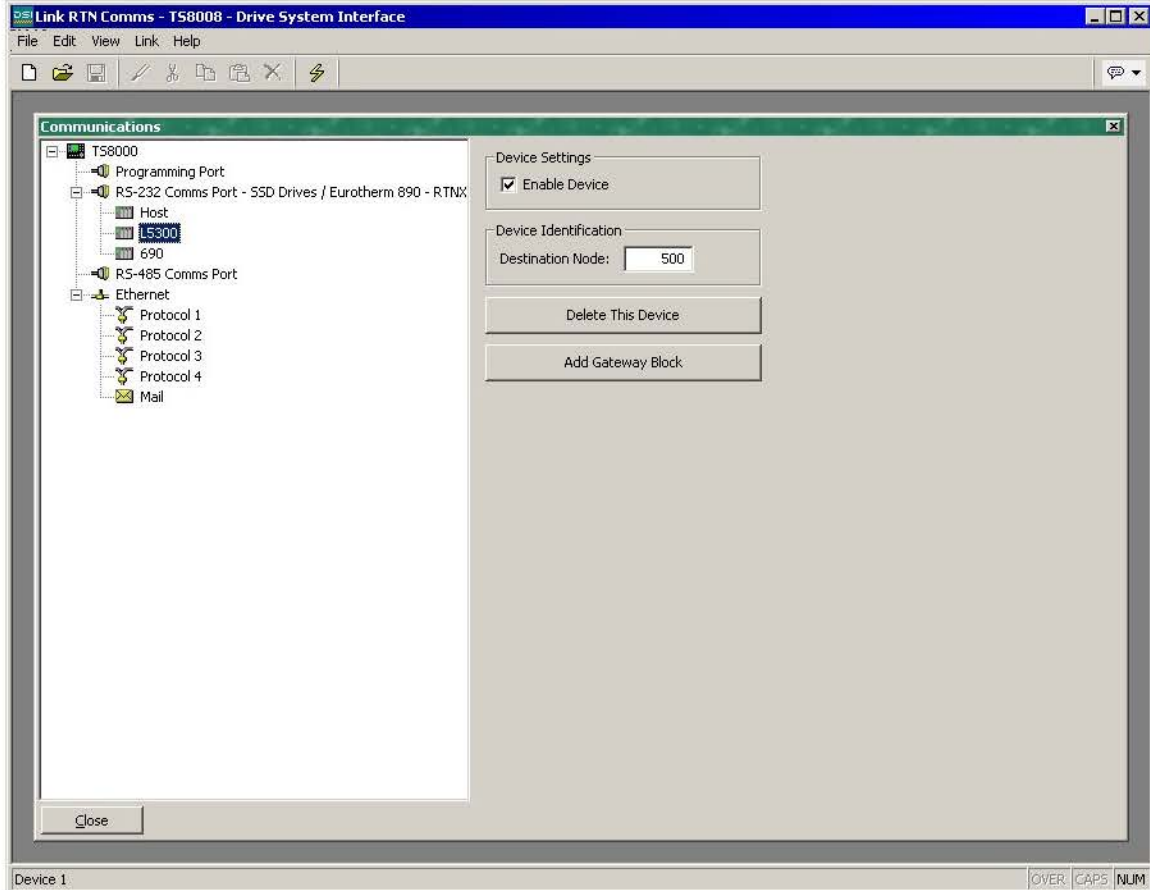 DSI Link RTN Comms - TS8008 - Drive System Interface
File Edit View Link Help
Communications
TS8000
Programming Port
RS-232 Comms Port - SSD Drives / Eurotherm 890 - RTNX
Host
L5300
690
RS-485 Comms Port
Ethernet
Protocol 1
Protocol 2
Protocol 3
Protocol 4
Mail
Device Settings
Enable Device
Device Identification
Destination Node: 500
Delete This Device
Add Gateway Block
Close
Device 1 OVER CAPS NUM